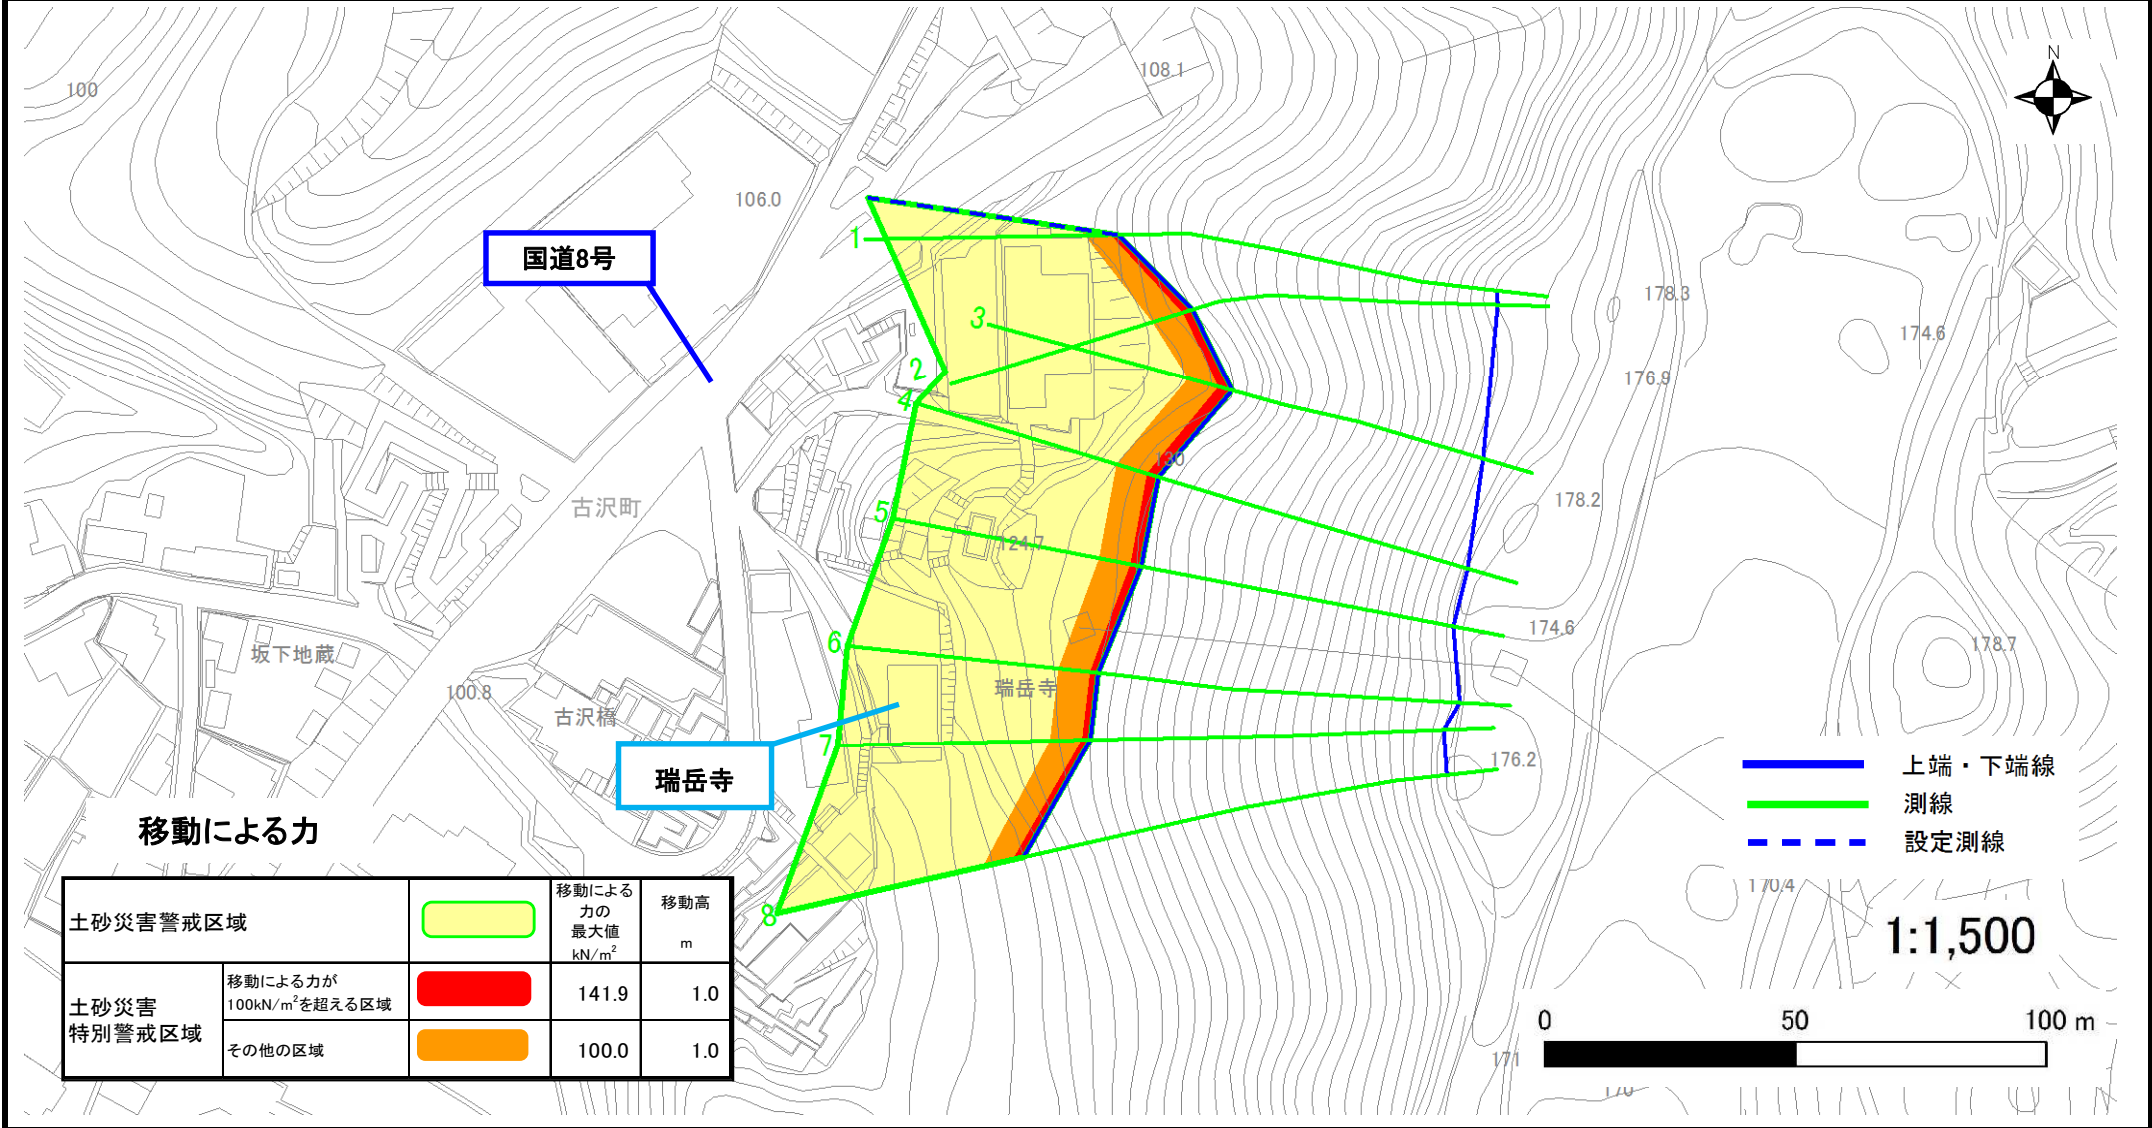 N
100
108.1
106.0
国道8号
1
3
2
4
178.3
174.6
176.9
130
178.2
古沢町
5
124.7
6
174.6
178.7
坂下地蔵
100.8
古沢橋
瑞岳寺
7
瑞岳寺
176.2
上端・下端線
測線
設定測線
移動による力
170.4
8
土砂災害警戒区域
移動による
力の
最大値
kN/m²
移動高
m
土砂災害
特別警戒区域
移動による力が
100kN/m²を超える区域
141.9
1.0
その他の区域
100.0
1.0
1:1,500
0
50
100 m
171
170